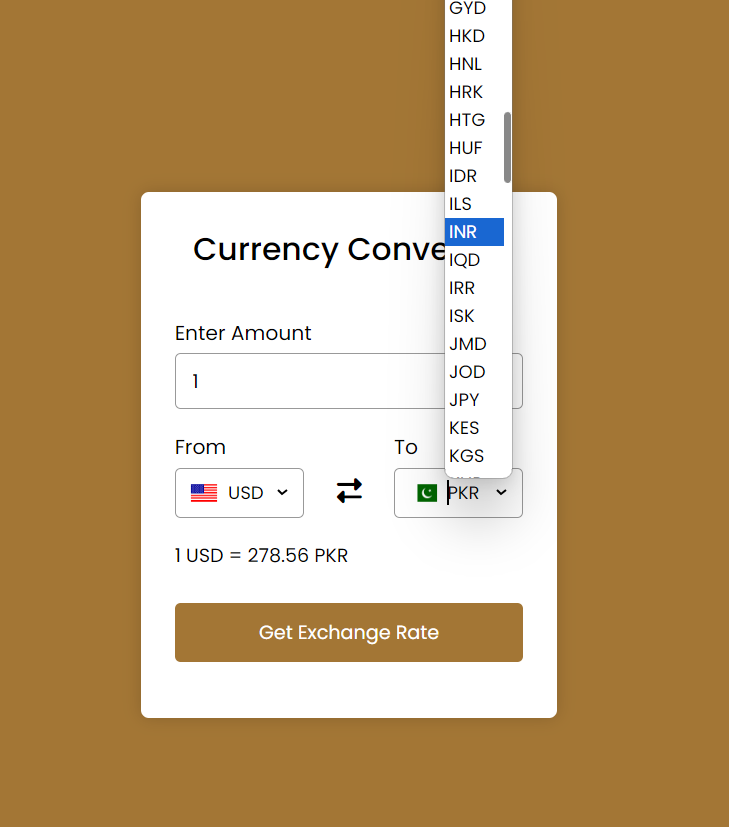 GYD
HKD
HNL
HRK
HTG
HUF
IDR
ILS
INR
IQD
IRR
ISK
JMD
JOD
JPY
KES
KGS
Currency Conve
Enter Amount
1
From
To
USD
PKR
1 USD = 278.56 PKR
Get Exchange Rate